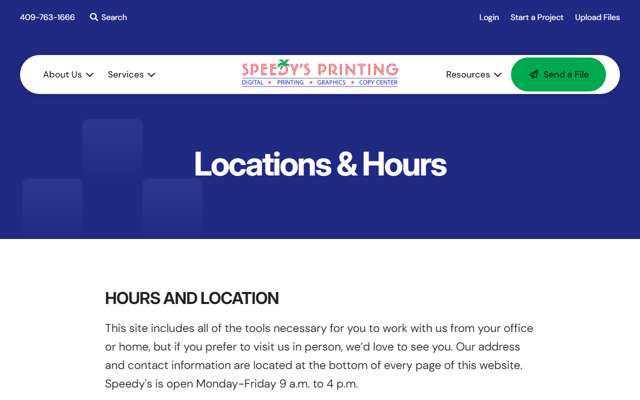 409-763-1666 Search Login Start a Project Upload Files
About Us Services SPEEDY'S PRINTING Resources Send a File
DIGITAL • PRINTING • GRAPHICS • COPY CENTER
Locations & Hours
HOURS AND LOCATION
This site includes all of the tools necessary for you to work with us from your office
or home, but if you prefer to visit us in person, we’d love to see you. Our address
and contact information are located at the bottom of every page of this website.
Speedy's is open Monday-Friday 9 a.m. to 4 p.m.